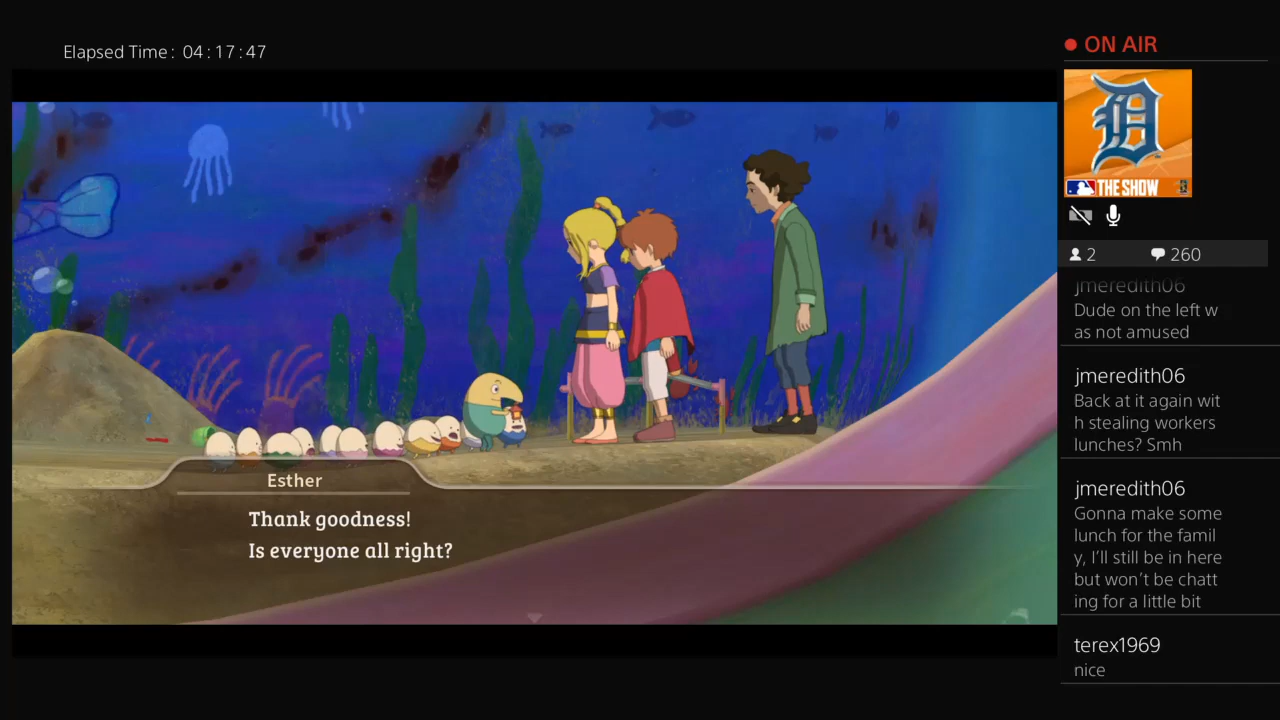 Elapsed Time: 04:17:47
ON AIR
D
THE SHOW
2
260
jmeredith06
Dude on the left w
as not amused
jmeredith06
Back at it again wit
h stealing workers
lunches? Smh
jmeredith06
Gonna make some
lunch for the famil
y, I'll still be in here
but won't be chatt
ing for a little bit
terex1969
nice
Esther
Thank goodness!
Is everyone all right?